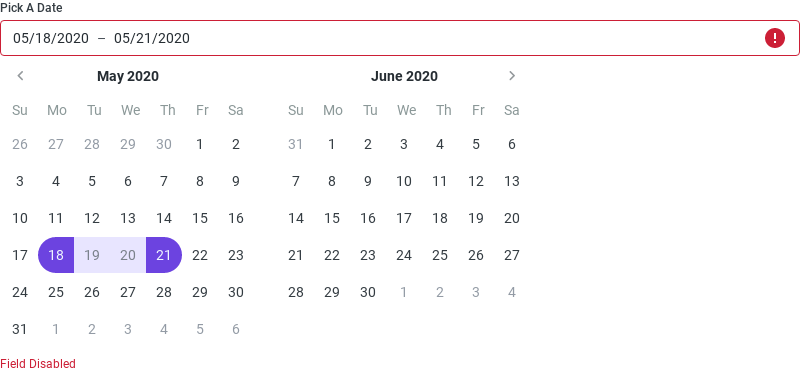 Pick A Date
05/18/2020 – 05/21/2020 !
May 2020 June 2020
Su Mo Tu We Th Fr Sa Su Mo Tu We Th Fr Sa
26 27 28 29 30 1 2 31 1 2 3 4 5 6
3 4 5 6 7 8 9 7 8 9 10 11 12 13
10 11 12 13 14 15 16 14 15 16 17 18 19 20
17 18 19 20 21 22 23 21 22 23 24 25 26 27
24 25 26 27 28 29 30 28 29 30 1 2 3 4
31 1 2 3 4 5 6
Field Disabled